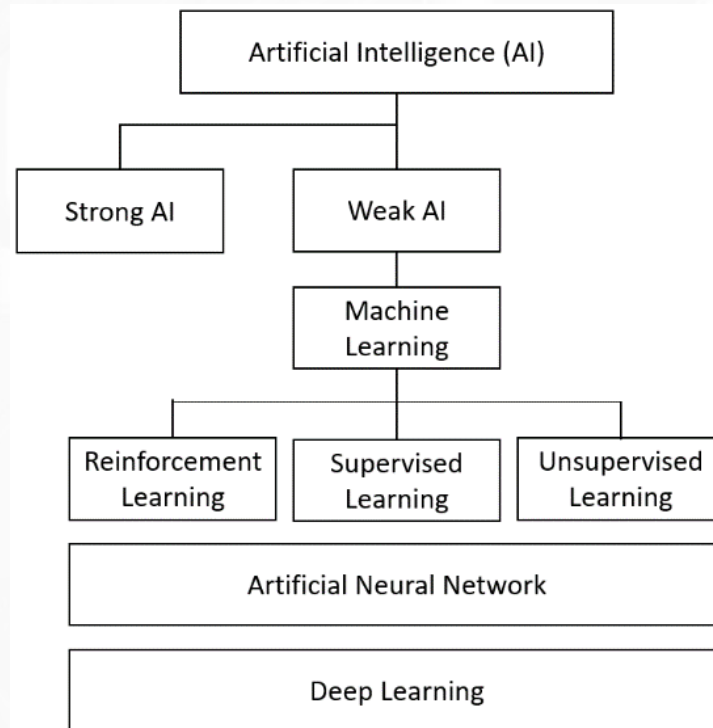 Artificial Intelligence (AI)
Strong AI
Weak AI
Machine
Learning
Reinforcement
Learning
Supervised
Learning
Unsupervised
Learning
Artificial Neural Network
Deep Learning